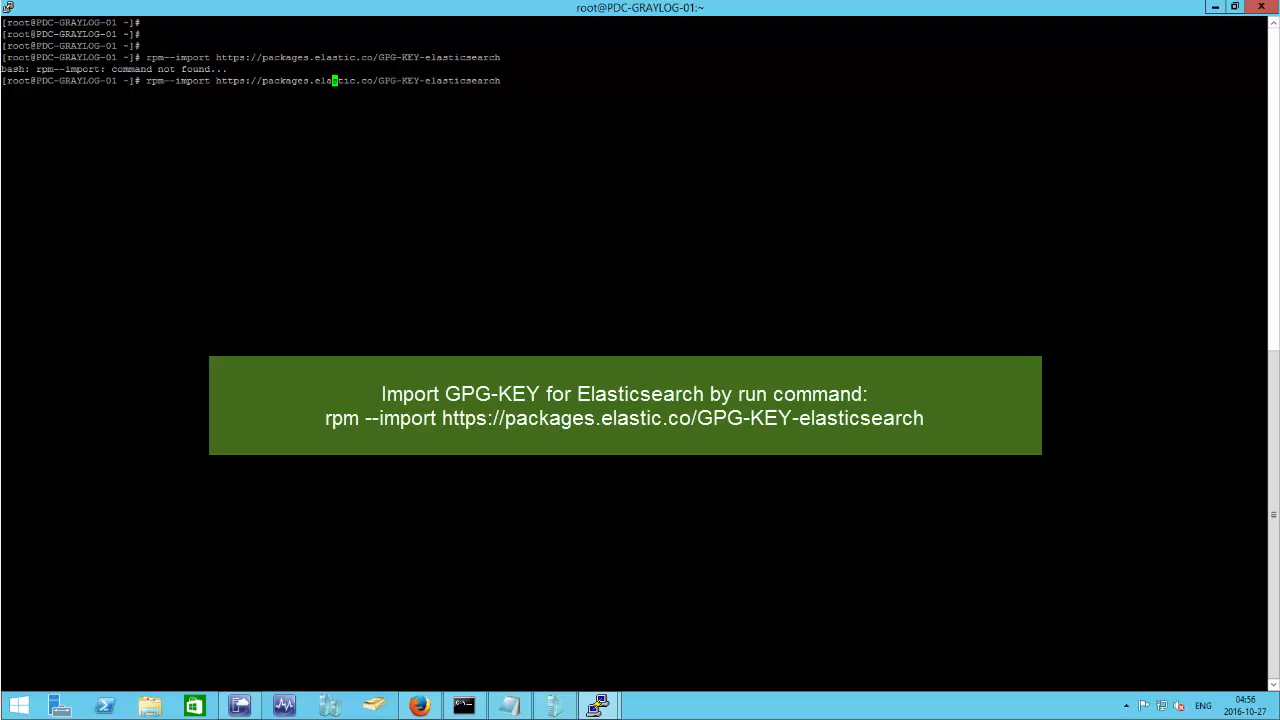 root@PDC-GRAYLOG-01:~
[root@PDC-GRAYLOG-01 ~]#
[root@PDC-GRAYLOG-01 ~]#
[root@PDC-GRAYLOG-01 ~]#
[root@PDC-GRAYLOG-01 ~]# rpm--import https://packages.elastic.co/GPG-KEY-elasticsearch
bash: rpm--import: command not found...
[root@PDC-GRAYLOG-01 ~]# rpm--import https://packages.elastic.co/GPG-KEY-elasticsearch
Import GPG-KEY for Elasticsearch by run command:
rpm --import https://packages.elastic.co/GPG-KEY-elasticsearch
ENG
04:56
2016-10-27